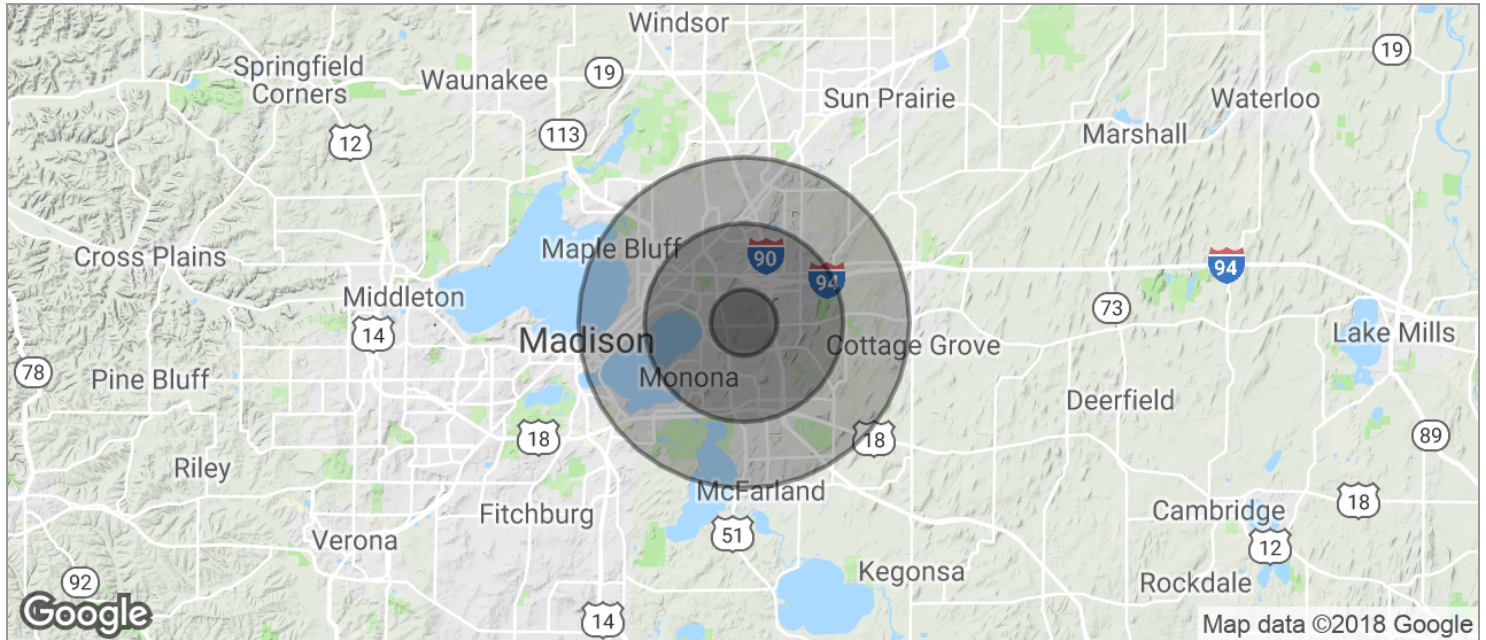 Windsor
19
Springfield
Corners
Waunakee
19
Sun Prairie
Waterloo
113
Marshall
12
Maple Bluff
Cross Plains
90
94
94
Middleton
73
14
Madison
Cottage Grove
Lake Mills
78
Pine Bluff
Monona
Deerfield
18
18
89
Riley
McFarland
18
Fitchburg
Cambridge
51
Verona
12
Kegonsa
92
Rockdale
Google
14
Map data ©2018 Google